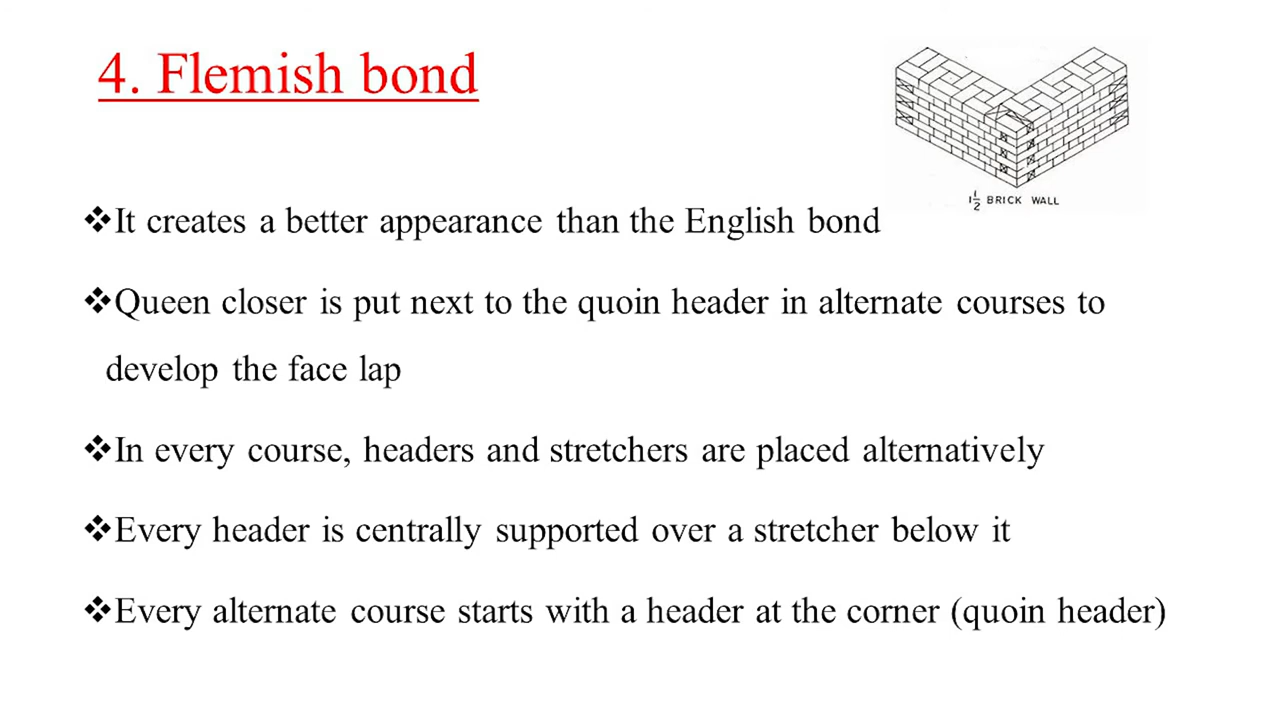 4. Flemish bond
1 1/2 BRICK WALL
❖It creates a better appearance than the English bond
❖Queen closer is put next to the quoin header in alternate courses to
develop the face lap
❖In every course, headers and stretchers are placed alternatively
❖Every header is centrally supported over a stretcher below it
❖Every alternate course starts with a header at the corner (quoin header)